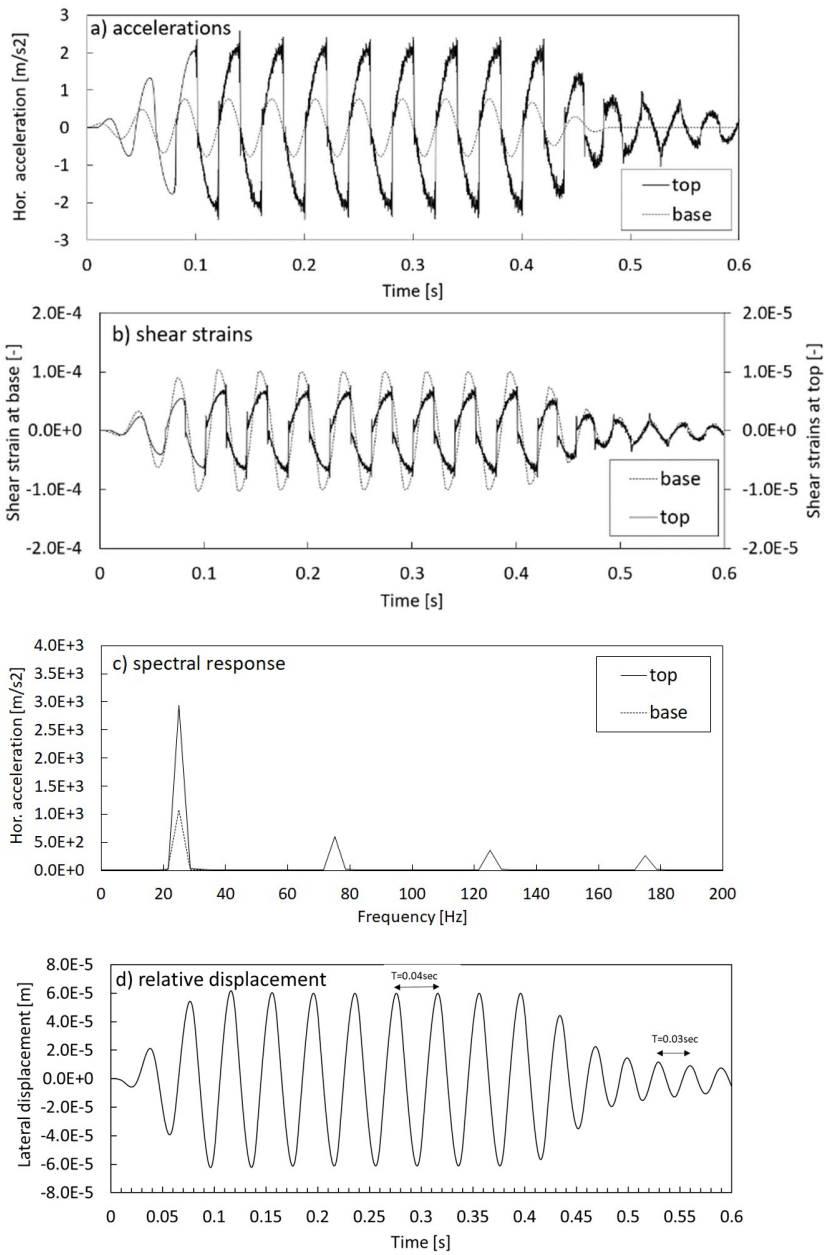 a) accelerations
Hor. acceleration [m/s2]
3
2
1
0
-1
-2
-3
top
base
0 0.1 0.2 0.3 0.4 0.5 0.6
Time [s]
b) shear strains
Shear strain at base [-]
2.0E-4
1.0E-4
0.0E+0
-1.0E-4
-2.0E-4
2.0E-5
1.0E-5
0.0E+0
-1.0E-5
-2.0E-5
Shear strains at top [-]
base
top
0 0.1 0.2 0.3 0.4 0.5 0.6
Time [s]
c) spectral response
Hor. acceleration [m/s2]
4.0E+3
3.5E+3
3.0E+3
2.5E+3
2.0E+3
1.5E+3
1.0E+3
5.0E+2
0.0E+0
top
base
0 20 40 60 80 100 120 140 160 180 200
Frequency [Hz]
d) relative displacement
Lateral displacement [m]
8.0E-5
6.0E-5
4.0E-5
2.0E-5
0.0E+0
-2.0E-5
-4.0E-5
-6.0E-5
-8.0E-5
T=0.04sec
T=0.03sec
0 0.05 0.1 0.15 0.2 0.25 0.3 0.35 0.4 0.45 0.5 0.55 0.6
Time [s]